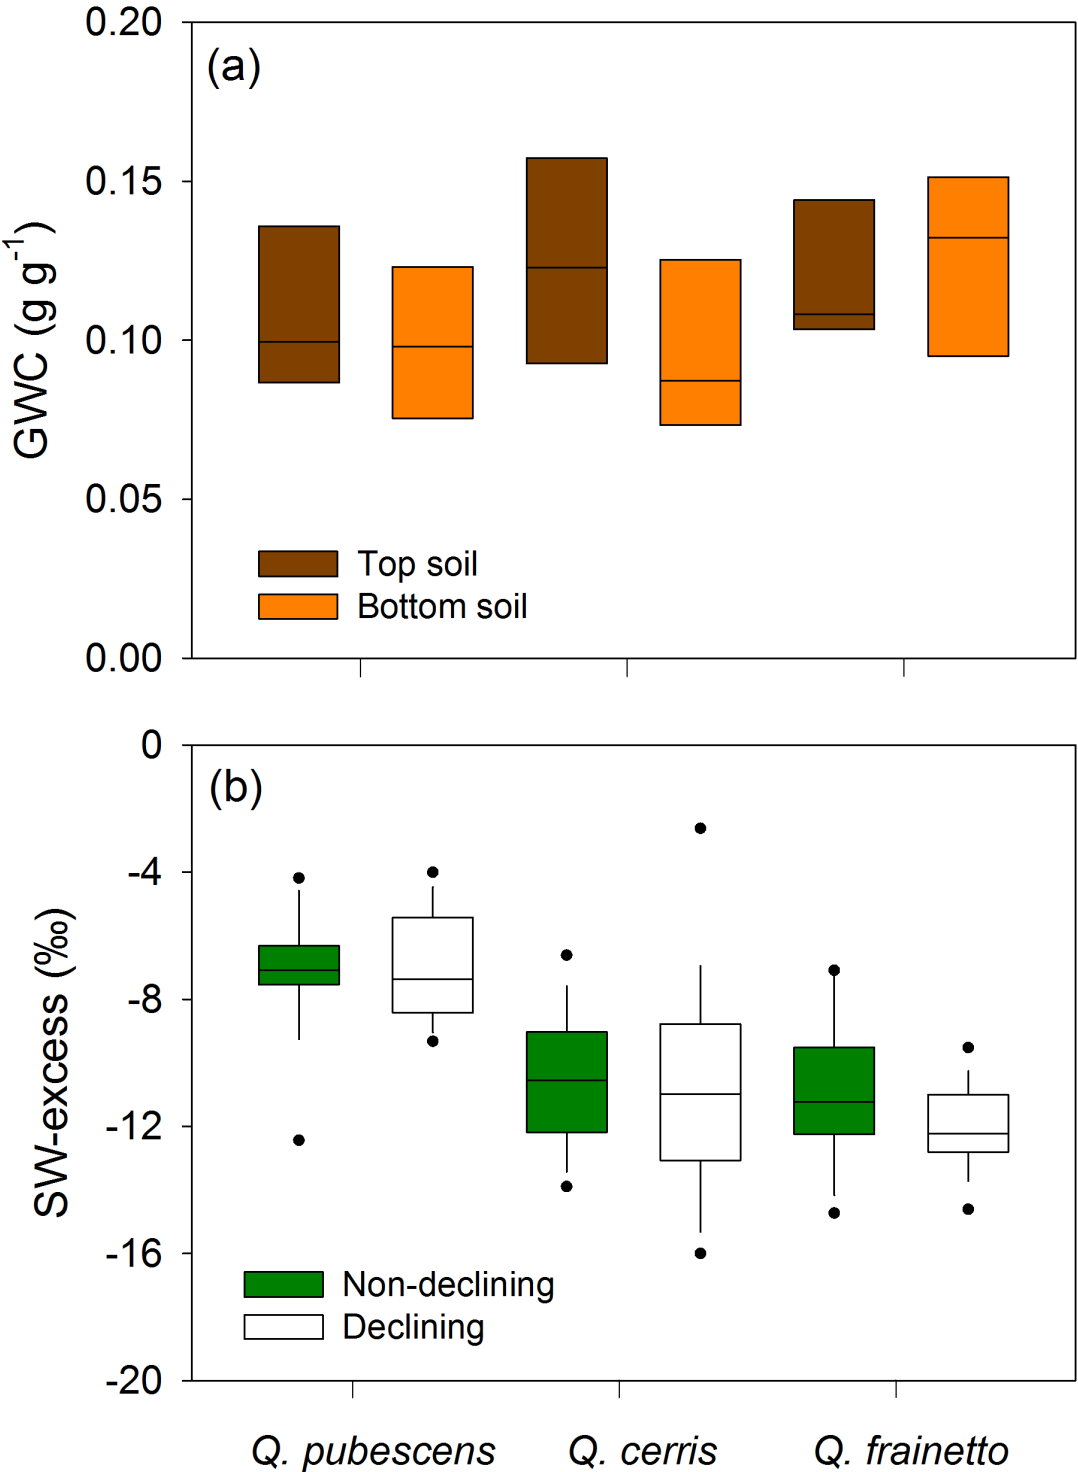 0.20
(a)
0.15
GWC (g g-1)
0.10
0.05
Top soil
Bottom soil
0.00
0
(b)
-4
SW-excess (‰)
-8
-12
-16
Non-declining
Declining
-20
Q. pubescens Q. cerris Q. frainetto